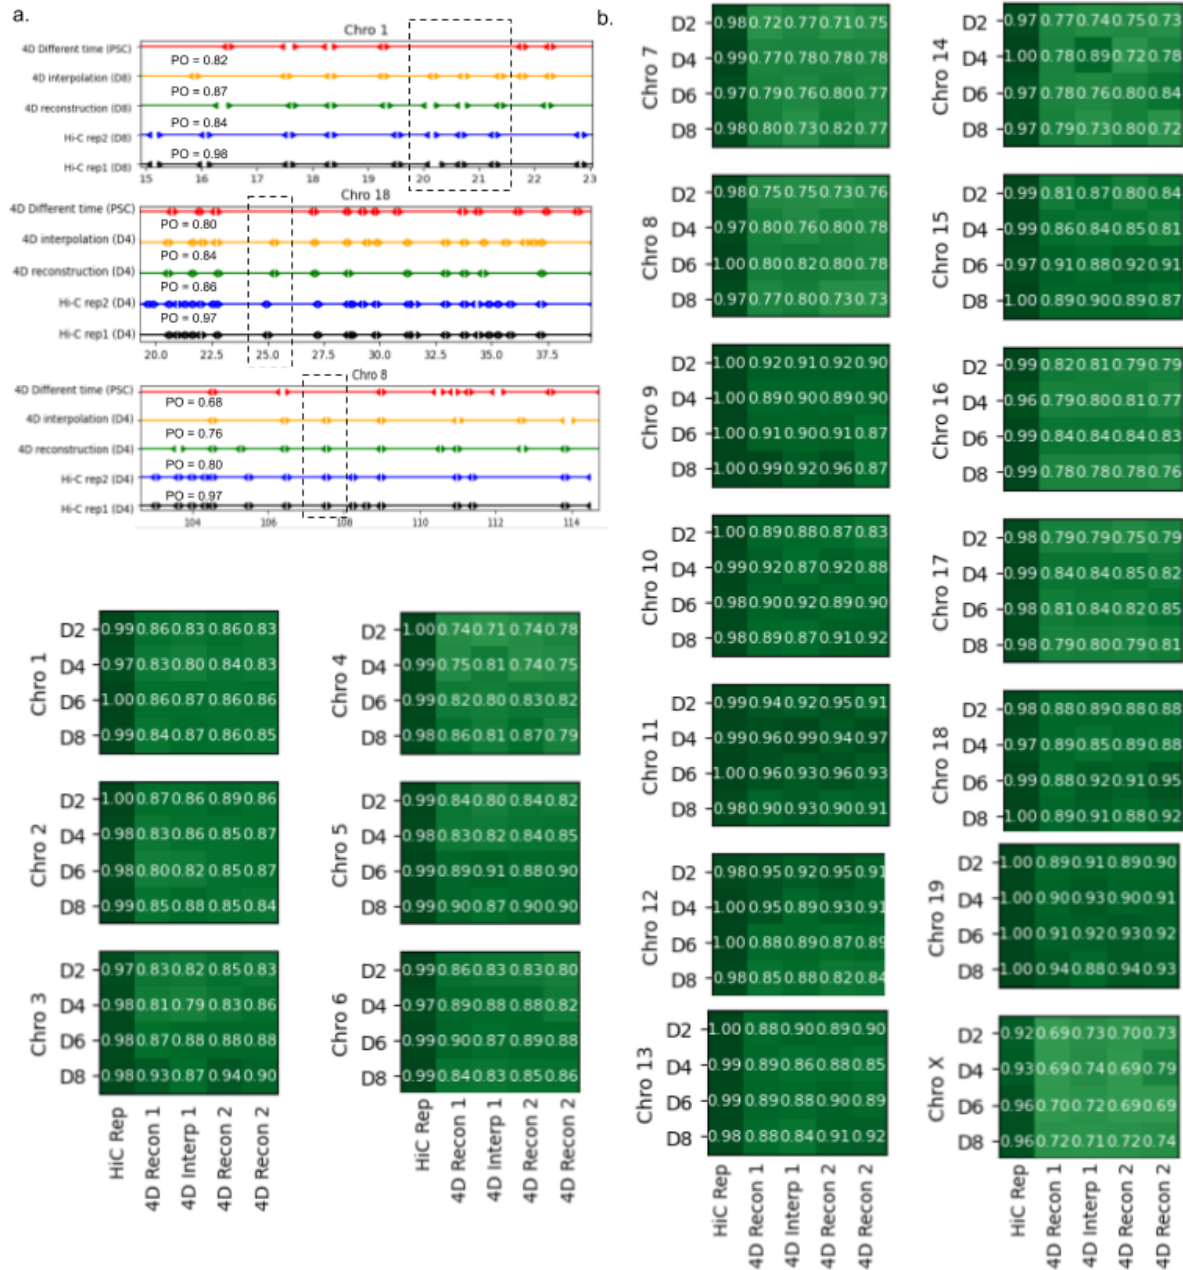 a.
Chro 1
4D Different time (PSC)
PO = 0.82
4D interpolation (D8)
PO = 0.87
4D reconstruction (D8)
PO = 0.84
Hi-C rep2 (D8)
PO = 0.98
Hi-C rep1 (D8)
15 16 17 18 19 20 21 22 23
Chro 18
4D Different time (PSC)
PO = 0.80
4D interpolation (D4)
PO = 0.84
4D reconstruction (D4)
PO = 0.86
Hi-C rep2 (D4)
PO = 0.97
Hi-C rep1 (D4)
20.0 22.5 25.0 27.5 30.0 32.5 35.0 37.5
Chro 8
4D Different time (PSC)
PO = 0.68
4D interpolation (D4)
PO = 0.76
4D reconstruction (D4)
PO = 0.80
Hi-C rep2 (D4)
PO = 0.97
Hi-C rep1 (D4)
104 106 108 110 112 114
Chro 1
D2 0.99 0.86 0.83 0.86 0.83
D4 0.97 0.83 0.80 0.84 0.83
D6 1.00 0.86 0.87 0.86 0.86
D8 0.99 0.84 0.87 0.86 0.85
Chro 2
D2 1.00 0.87 0.86 0.89 0.86
D4 0.98 0.83 0.86 0.85 0.87
D6 0.98 0.80 0.82 0.85 0.87
D8 0.99 0.85 0.88 0.85 0.84
Chro 3
D2 0.97 0.83 0.82 0.85 0.83
D4 0.98 0.81 0.79 0.83 0.86
D6 0.98 0.87 0.88 0.88 0.88
D8 0.98 0.93 0.87 0.94 0.90
HiC Rep
4D Recon 1
4D Interp 1
4D Recon 2
4D Recon 2
Chro 4
D2 1.00 0.74 0.71 0.74 0.78
D4 0.99 0.75 0.81 0.74 0.75
D6 0.99 0.82 0.80 0.83 0.82
D8 0.98 0.86 0.81 0.87 0.79
Chro 5
D2 0.99 0.84 0.80 0.84 0.82
D4 0.98 0.83 0.82 0.84 0.85
D6 0.99 0.89 0.91 0.88 0.90
D8 0.99 0.90 0.87 0.90 0.90
Chro 6
D2 0.99 0.86 0.83 0.83 0.80
D4 0.97 0.89 0.88 0.88 0.82
D6 0.99 0.90 0.87 0.89 0.88
D8 0.99 0.84 0.83 0.85 0.86
HiC Rep
4D Recon 1
4D Interp 1
4D Recon 2
4D Recon 2
b.
Chro 7
D2 0.98 0.72 0.77 0.71 0.75
D4 0.99 0.77 0.78 0.78 0.78
D6 0.97 0.79 0.76 0.80 0.77
D8 0.98 0.80 0.73 0.82 0.77
Chro 8
D2 0.98 0.75 0.75 0.73 0.76
D4 0.97 0.80 0.76 0.80 0.78
D6 1.00 0.80 0.82 0.80 0.78
D8 0.97 0.77 0.80 0.73 0.73
Chro 9
D2 1.00 0.92 0.91 0.92 0.90
D4 1.00 0.89 0.90 0.89 0.90
D6 1.00 0.91 0.90 0.91 0.87
D8 1.00 0.99 0.92 0.96 0.87
Chro 10
D2 1.00 0.89 0.88 0.87 0.83
D4 0.99 0.92 0.87 0.92 0.88
D6 0.98 0.90 0.92 0.89 0.90
D8 0.98 0.89 0.87 0.91 0.92
Chro 11
D2 0.99 0.94 0.92 0.95 0.91
D4 0.99 0.96 0.99 0.94 0.97
D6 1.00 0.96 0.93 0.96 0.93
D8 0.98 0.90 0.93 0.90 0.91
Chro 12
D2 0.98 0.95 0.92 0.95 0.91
D4 1.00 0.95 0.89 0.93 0.91
D6 1.00 0.88 0.89 0.87 0.89
D8 0.98 0.85 0.88 0.82 0.84
Chro 13
D2 1.00 0.88 0.90 0.89 0.90
D4 0.99 0.89 0.86 0.88 0.85
D6 0.99 0.89 0.88 0.90 0.89
D8 0.98 0.88 0.84 0.91 0.92
HiC Rep
4D Recon 1
4D Interp 1
4D Recon 2
4D Recon 2
Chro 14
D2 0.97 0.77 0.74 0.75 0.73
D4 1.00 0.78 0.89 0.72 0.78
D6 0.97 0.78 0.76 0.80 0.84
D8 0.97 0.79 0.73 0.80 0.72
Chro 15
D2 0.99 0.81 0.87 0.80 0.84
D4 0.99 0.86 0.84 0.85 0.81
D6 0.97 0.91 0.88 0.92 0.91
D8 1.00 0.89 0.90 0.89 0.87
Chro 16
D2 0.99 0.82 0.81 0.79 0.79
D4 0.96 0.79 0.80 0.81 0.77
D6 0.99 0.84 0.84 0.84 0.83
D8 0.99 0.78 0.78 0.78 0.76
Chro 17
D2 0.98 0.79 0.79 0.75 0.79
D4 0.99 0.84 0.84 0.85 0.82
D6 0.98 0.81 0.84 0.82 0.85
D8 0.98 0.79 0.80 0.79 0.81
Chro 18
D2 0.98 0.88 0.89 0.88 0.88
D4 0.97 0.89 0.85 0.89 0.88
D6 0.99 0.88 0.92 0.91 0.95
D8 1.00 0.89 0.91 0.88 0.92
Chro 19
D2 1.00 0.89 0.91 0.89 0.90
D4 1.00 0.90 0.93 0.90 0.91
D6 1.00 0.91 0.92 0.93 0.92
D8 1.00 0.94 0.88 0.94 0.93
Chro X
D2 0.92 0.69 0.73 0.70 0.73
D4 0.93 0.69 0.74 0.69 0.79
D6 0.96 0.70 0.72 0.69 0.69
D8 0.96 0.72 0.71 0.72 0.74
HiC Rep
4D Recon 1
4D Interp 1
4D Recon 2
4D Recon 2